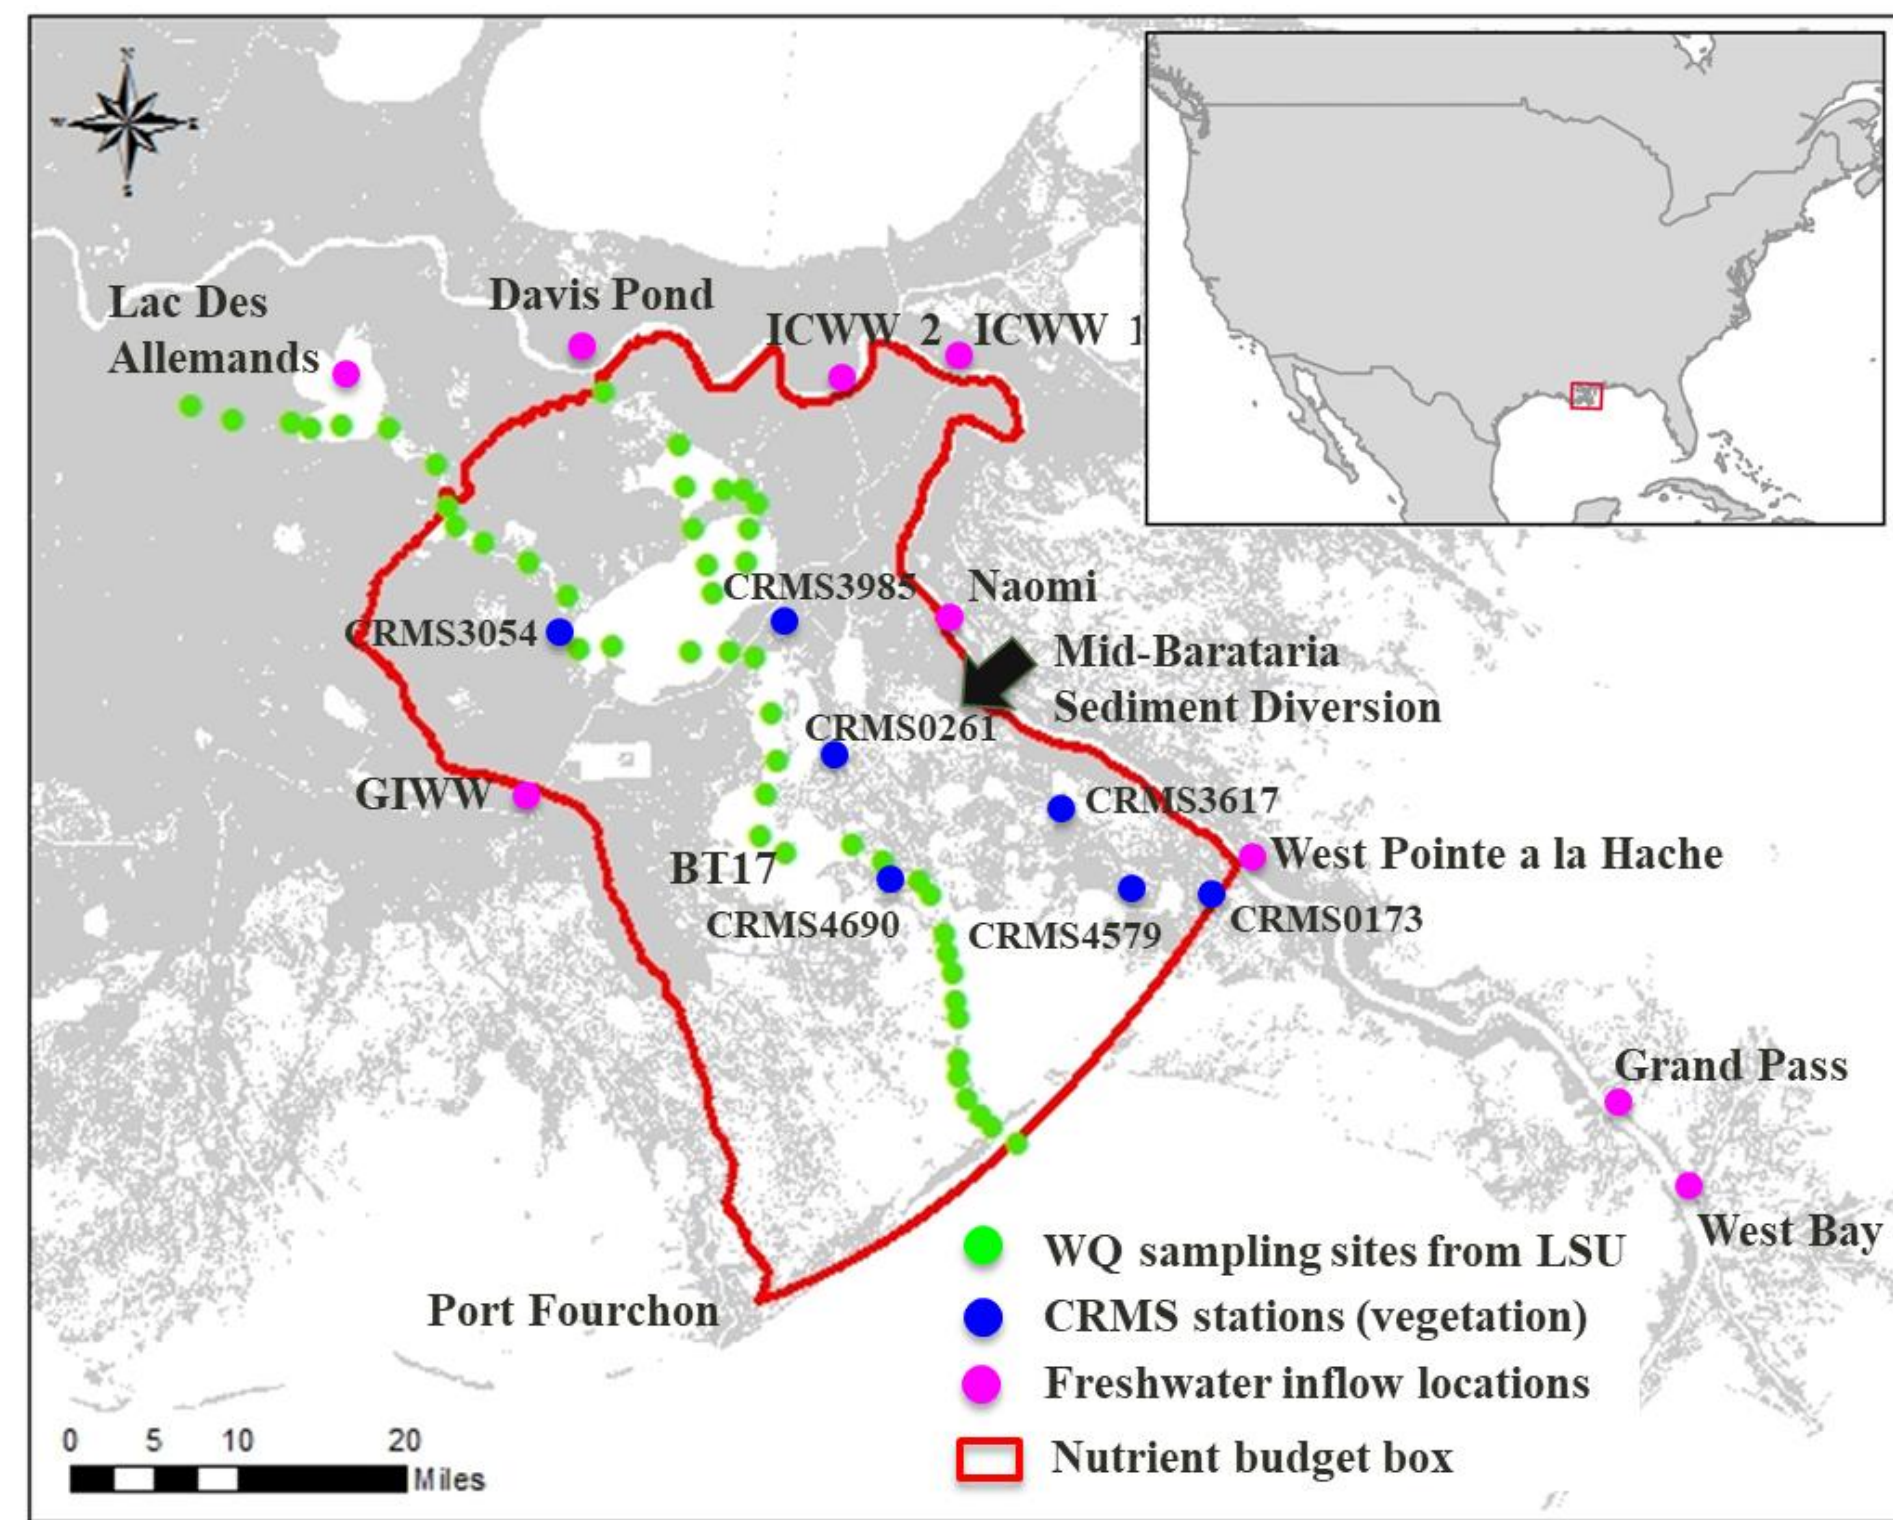 N
W
E
S
Lac Des
Allemands
Davis Pond
ICWW 2
ICWW 1
CRMS3985
Naomi
CRMS3054
Mid-Barataria
Sediment Diversion
CRMS0261
GIWW
CRMS3617
BT17
West Pointe a la Hache
CRMS4690
CRMS4579
CRMS0173
Grand Pass
West Bay
Port Fourchon
WQ sampling sites from LSU
CRMS stations (vegetation)
Freshwater inflow locations
Nutrient budget box
0 5 10 20
Miles